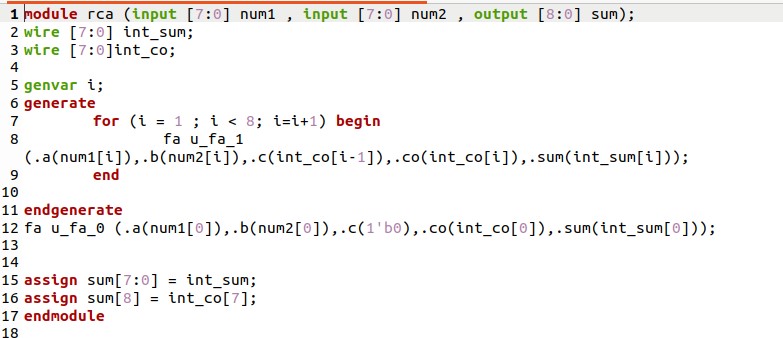 1 module rca (input [7:0] num1 , input [7:0] num2 , output [8:0] sum);
2 wire [7:0] int_sum;
3 wire [7:0]int_co;
4
5 genvar i;
6 generate
7         for (i = 1 ; i < 8; i=i+1) begin
8                 fa u_fa_1
(.a(num1[i]),.b(num2[i]),.c(int_co[i-1]),.co(int_co[i]),.sum(int_sum[i]));
9         end
10
11 endgenerate
12 fa u_fa_0 (.a(num1[0]),.b(num2[0]),.c(1'b0),.co(int_co[0]),.sum(int_sum[0]));
13
14
15 assign sum[7:0] = int_sum;
16 assign sum[8] = int_co[7];
17 endmodule
18